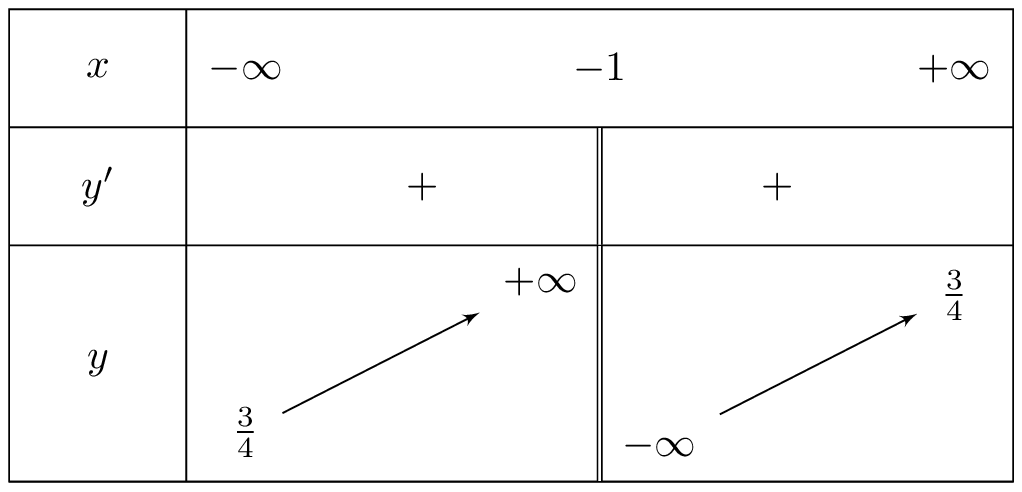 x −∞ −1 +∞
y′ + +
y 3/4 +∞ −∞ 3/4